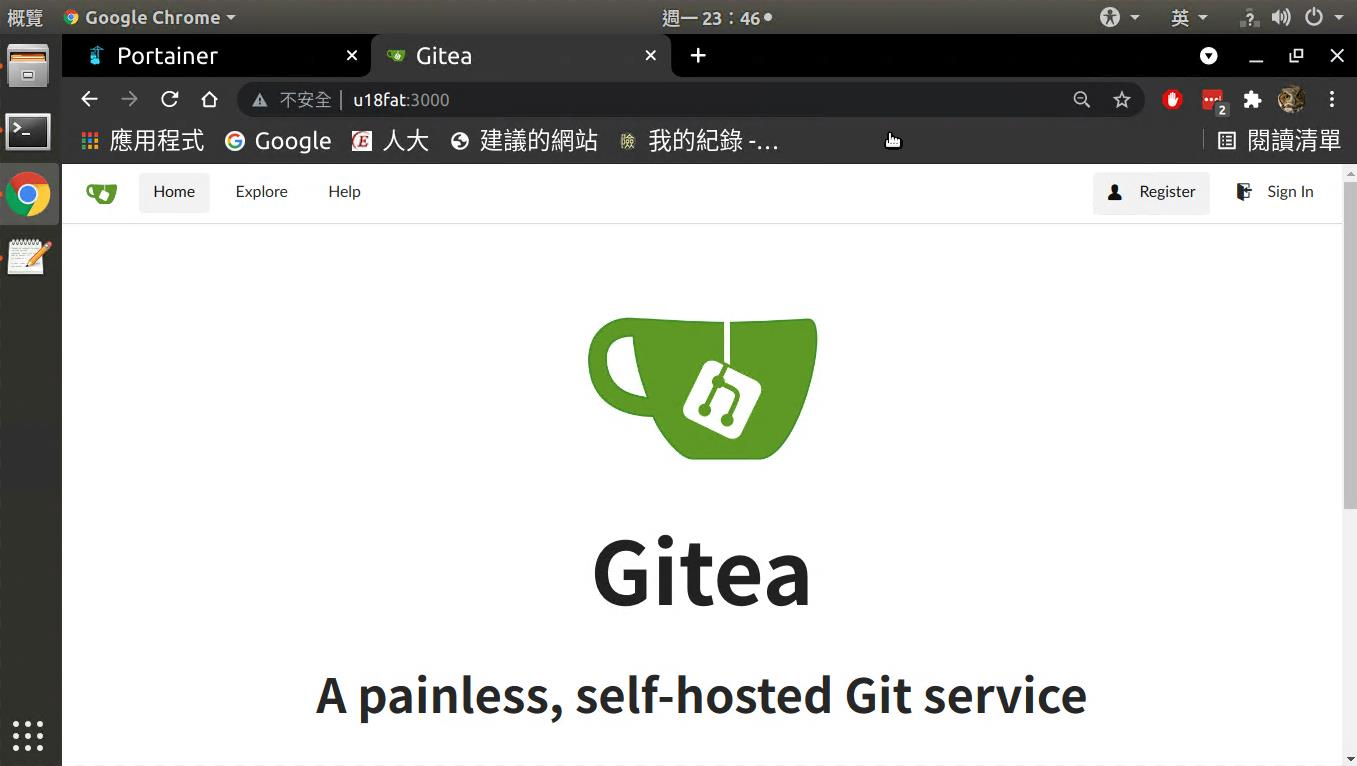 概覽 Google Chrome 週一 23：46 英
Portainer Gitea
不安全 u18fat:3000 2
應用程式 Google 人大 建議的網站 險 我的紀錄 -… 閱讀清單
Home Explore Help Register Sign In
Gitea
A painless, self-hosted Git service